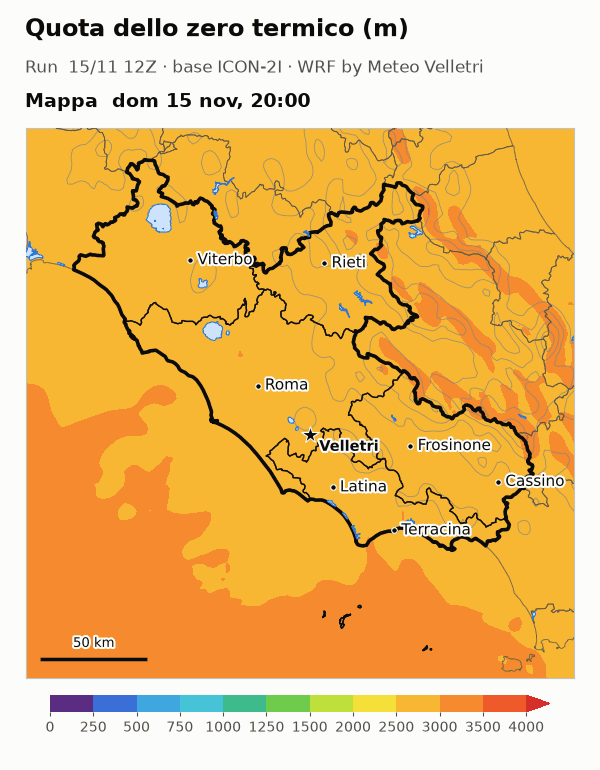 Quota dello zero termico (m)
Run  15/11 12Z · base ICON-2I · WRF by Meteo Velletri
Mappa  dom 15 nov, 20:00
Viterbo
Rieti
Roma
Velletri
Frosinone
Latina
Cassino
Terracina
50 km
0 250 500 750 1000 1250 1500 2000 2500 3000 3500 4000